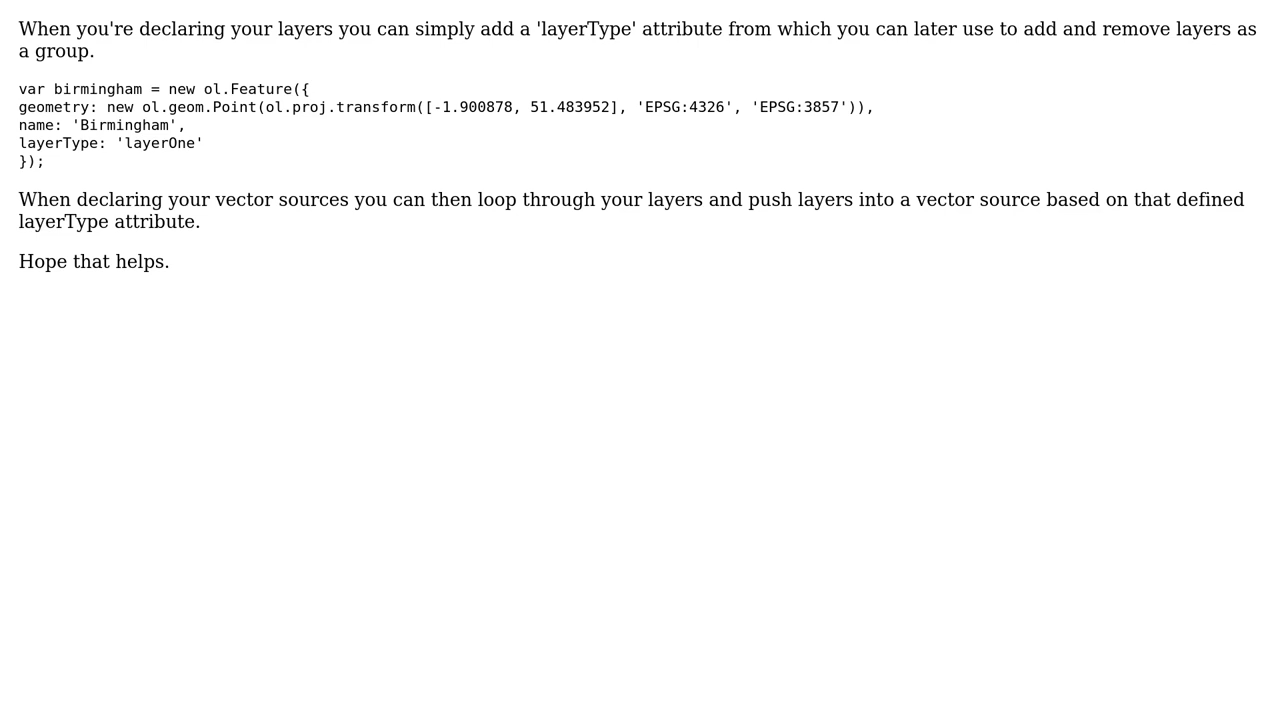 When you're declaring your layers you can simply add a 'layerType' attribute from which you can later use to add and remove layers as
a group.
var birmingham = new ol.Feature({
geometry: new ol.geom.Point(ol.proj.transform([-1.900878, 51.483952], 'EPSG:4326', 'EPSG:3857')),
name: 'Birmingham',
layerType: 'layerOne'
});
When declaring your vector sources you can then loop through your layers and push layers into a vector source based on that defined
layerType attribute.
Hope that helps.